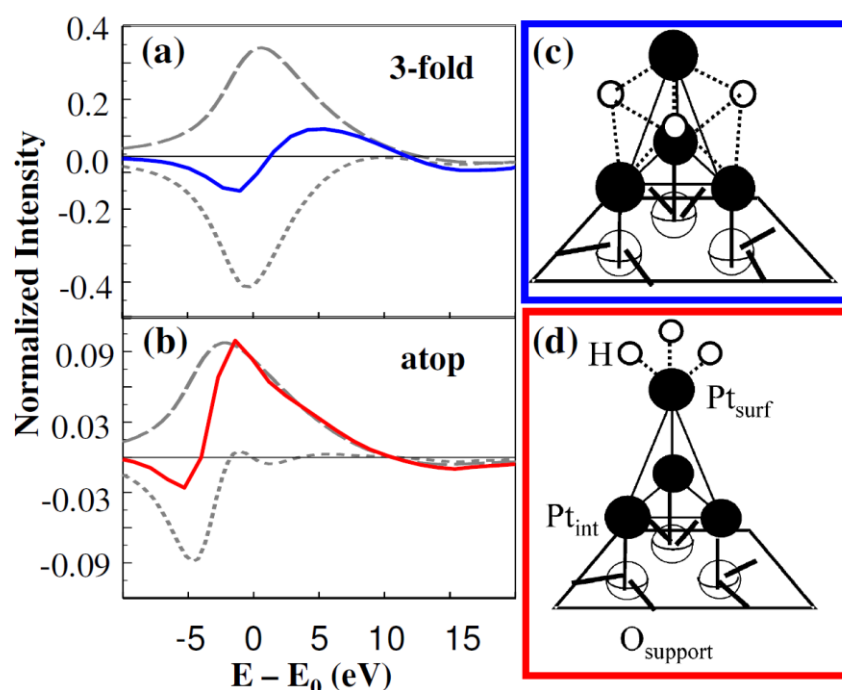 (a)
3-fold
0.4
0.2
0.0
-0.2
-0.4
Normalized Intensity
(b)
atop
0.09
0.03
-0.03
-0.09
-5 0 5 10 15
E – E₀ (eV)
(c)
(d)
H
Pt_surf
Pt_int
O_support